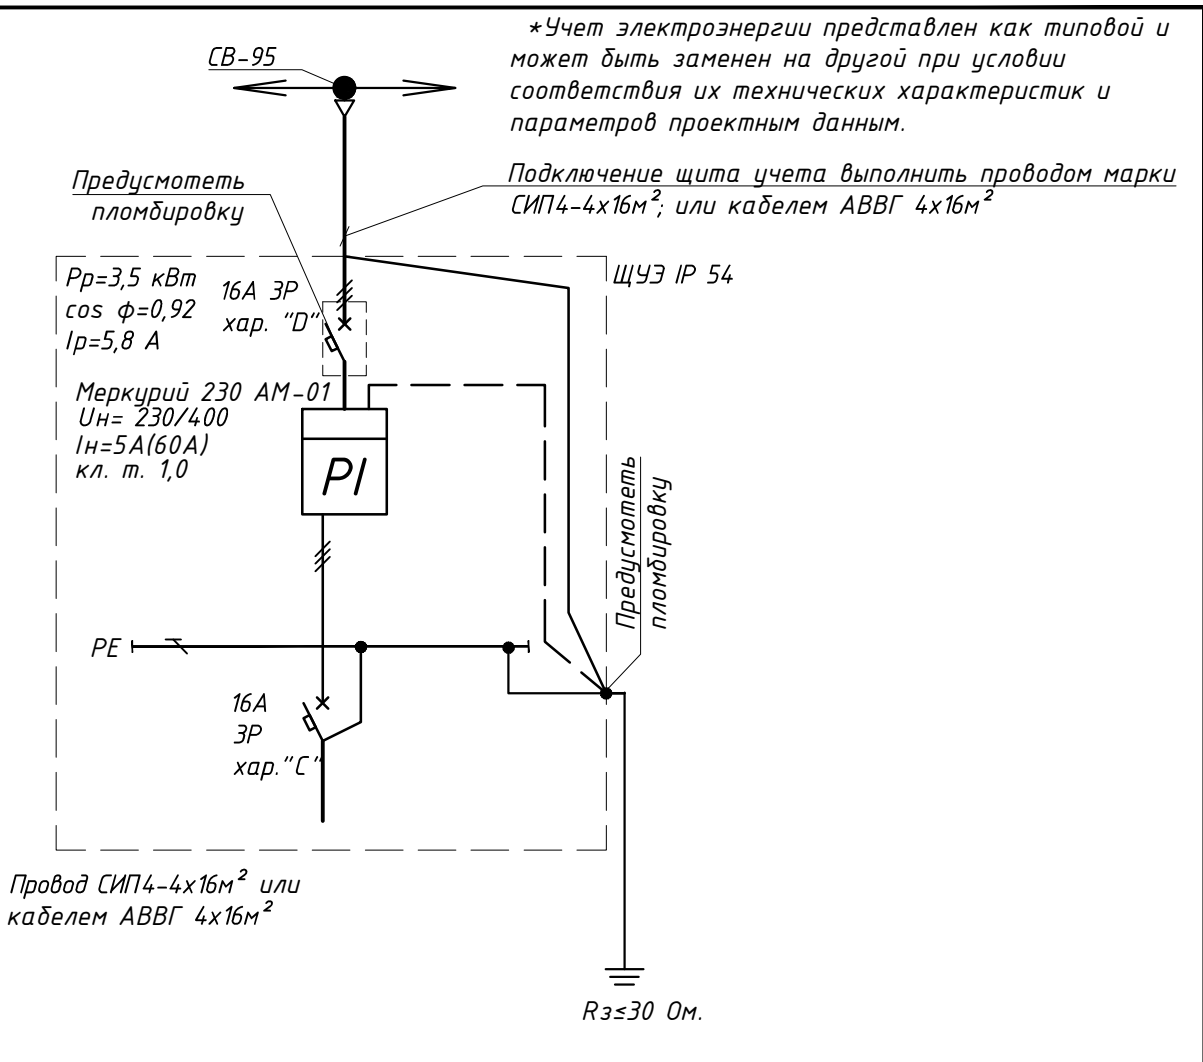 *Учет электроэнергии представлен как типовой и
может быть заменен на другой при условии
соответствия их технических характеристик и
параметров проектным данным.
СВ-95
Подключение щита учета выполнить проводом марки
СИП4-4х16м²; или кабелем АВВГ 4х16м²
Предусмотеть
пломбировку
ЩУЭ IP 54
Рр=3,5 кВт
cos ф=0,92
Iр=5,8 А
16А 3Р
хар. "D"
Меркурий 230 АМ-01
Uн= 230/400
Iн=5А(60А)
кл. т. 1,0
PI
Предусмотеть
пломбировку
PE
16А
3Р
хар."С"
Провод СИП4-4х16м² или
кабелем АВВГ 4х16м²
Rз≤30 Ом.